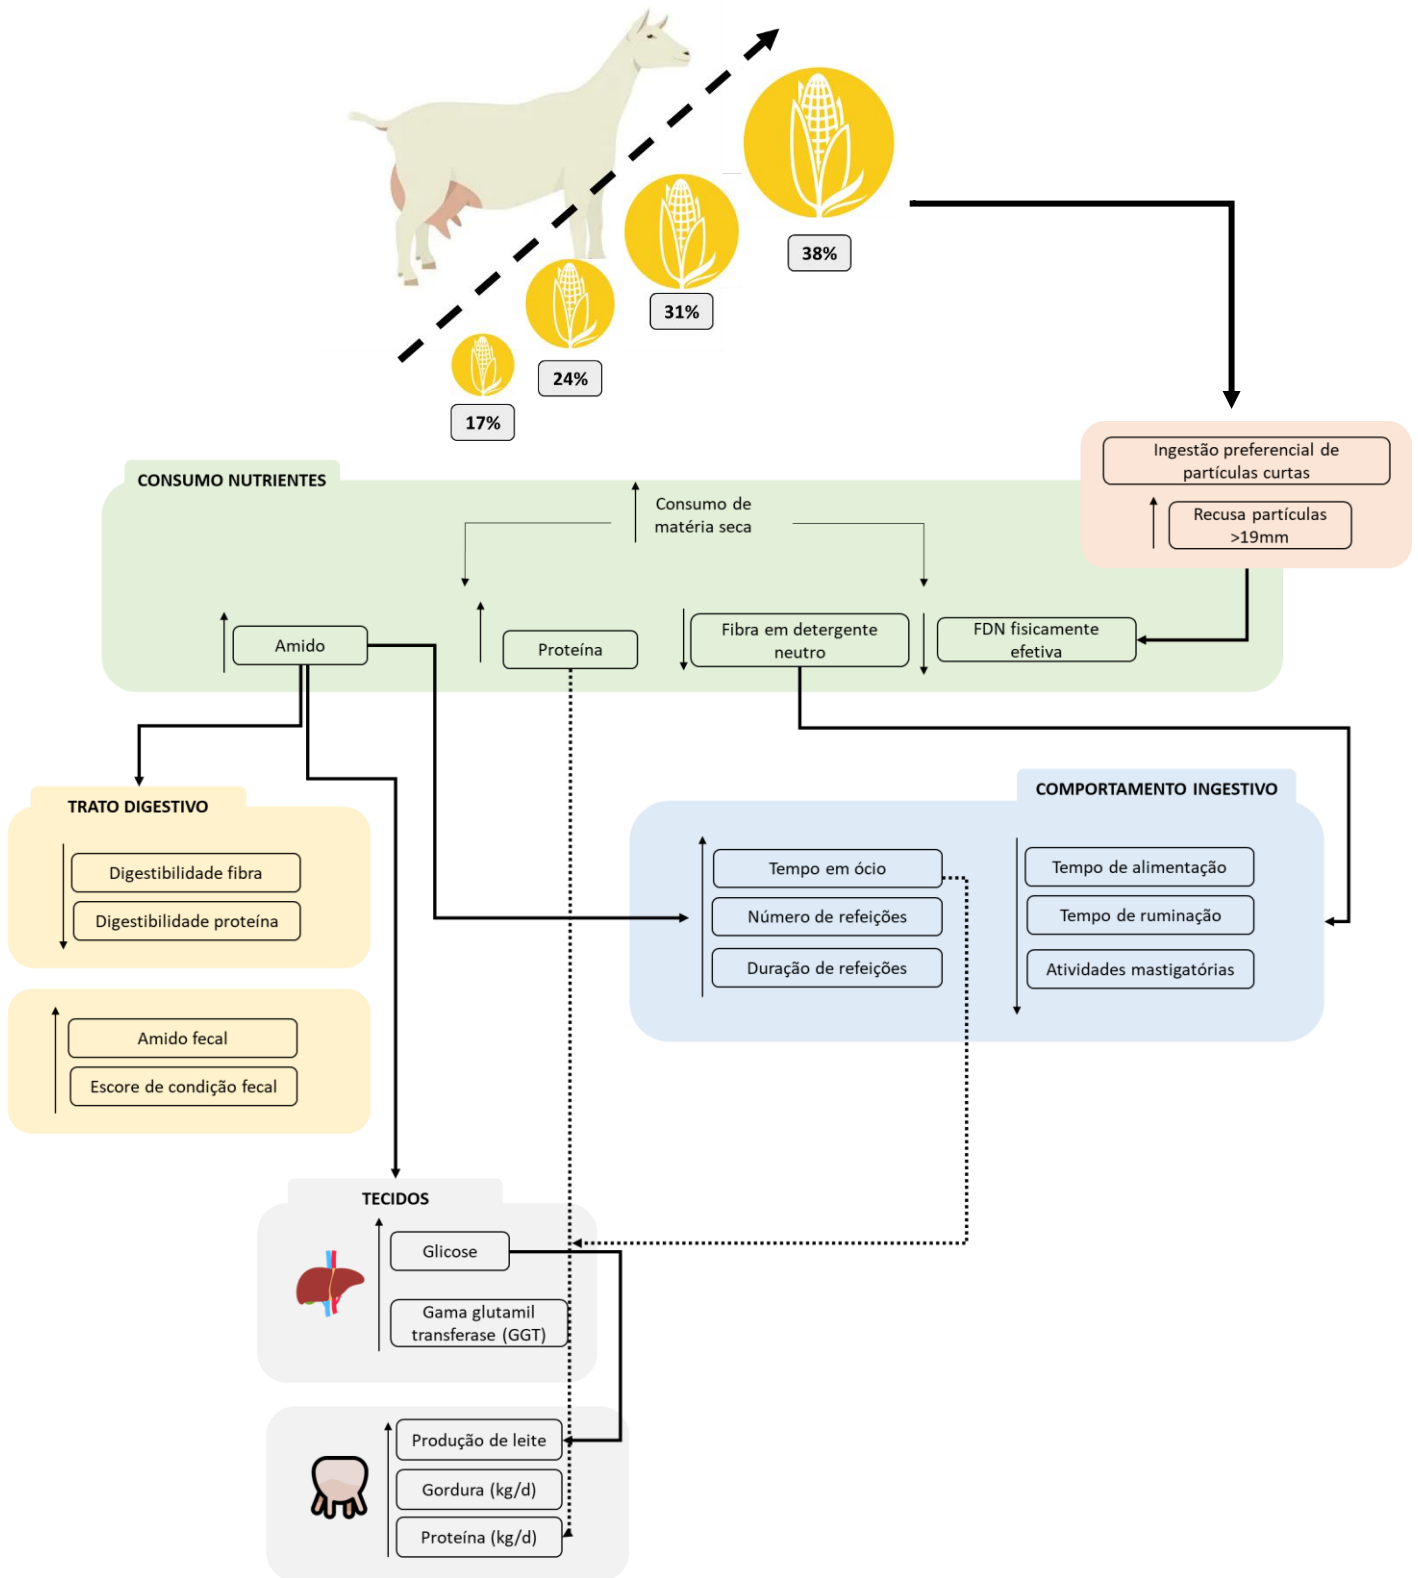 38%
31%
24%
17%
Ingestão preferencial de
partículas curtas
Recusa partículas
>19mm
CONSUMO NUTRIENTES
Consumo de
matéria seca
Amido
Proteína
Fibra em detergente
neutro
FDN fisicamente
efetiva
TRATO DIGESTIVO
Digestibilidade fibra
Digestibilidade proteína
Amido fecal
Escore de condição fecal
COMPORTAMENTO INGESTIVO
Tempo em ócio
Número de refeições
Duração de refeições
Tempo de alimentação
Tempo de ruminação
Atividades mastigatórias
TECIDOS
Glicose
Gama glutamil
transferase (GGT)
Produção de leite
Gordura (kg/d)
Proteína (kg/d)